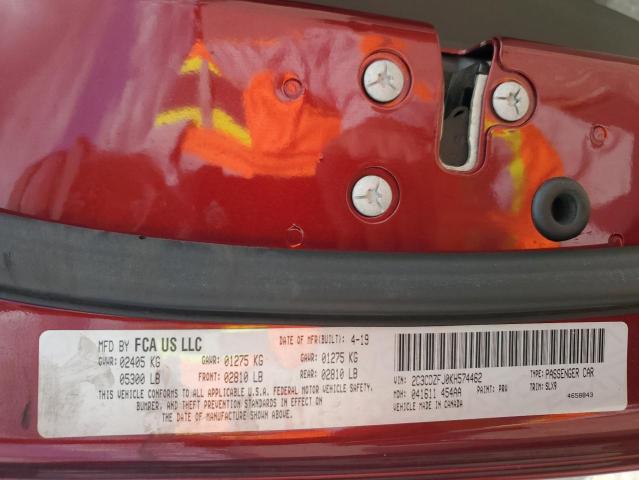 MFD BY FCA US LLC
DATE OF MFR(BUILT): 4-19
GVWR: 02405 KG GAWR: 01275 KG GAWR: 01275 KG
05300 LB FRONT: 02810 LB REAR: 02810 LB
THIS VEHICLE CONFORMS TO ALL APPLICABLE U.S.A. FEDERAL MOTOR VEHICLE SAFETY,
BUMPER, AND THEFT PREVENTION STANDARDS IN EFFECT ON
THE DATE OF MANUFACTURE SHOWN ABOVE.
VIN: 2C3CDZFJ0KH574462 TYPE: PASSENGER CAR
MDH: 041611 454AA PAINT: PRV TRIM: SLX9
VEHICLE MADE IN CANADA
4658843